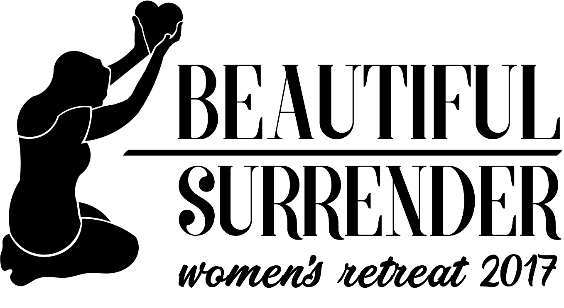 BEAUTIFUL
SURRENDER
women's retreat 2017